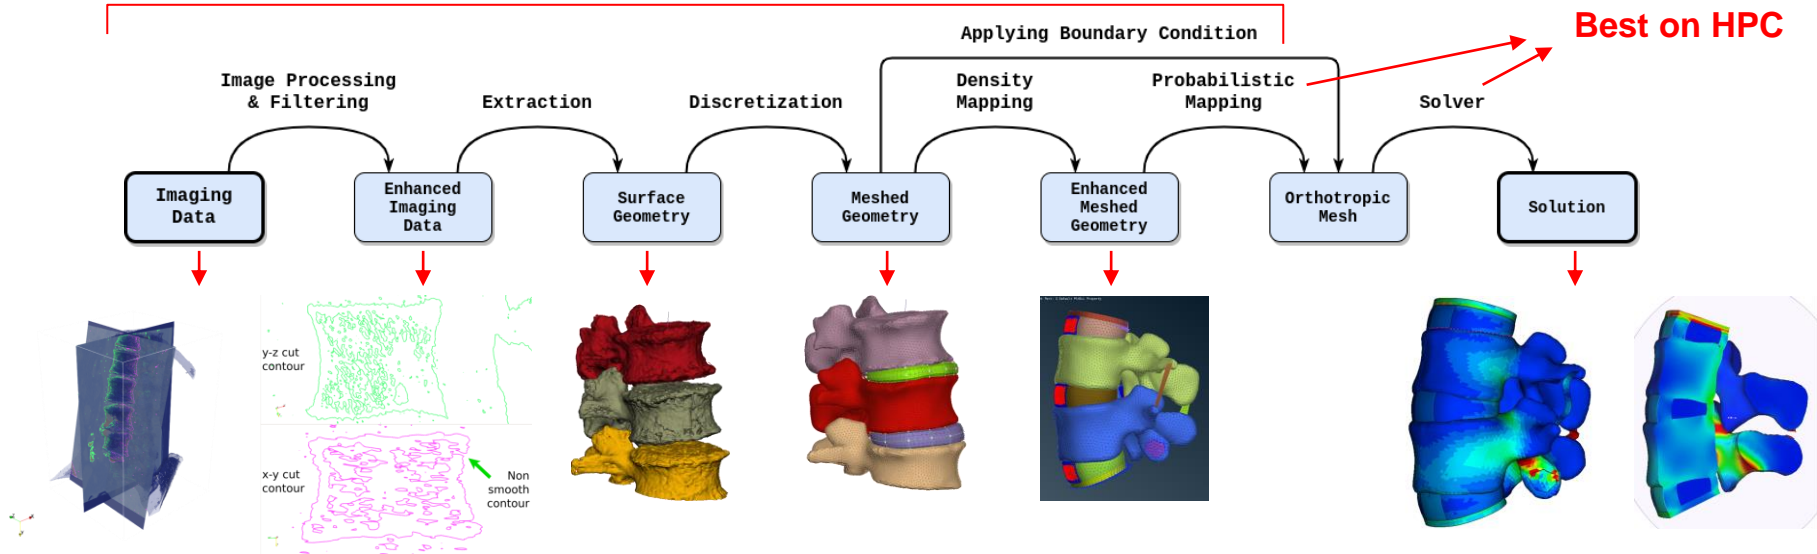 Best on HPC
Applying Boundary Condition
Image Processing
& Filtering
Extraction
Discretization
Density
Mapping
Probabilistic
Mapping
Solver
Imaging
Data
Enhanced
Imaging
Data
Surface
Geometry
Meshed
Geometry
Enhanced
Meshed
Geometry
Orthotropic
Mesh
Solution
y-z cut
contour
x-y cut
contour
Non
smooth
contour